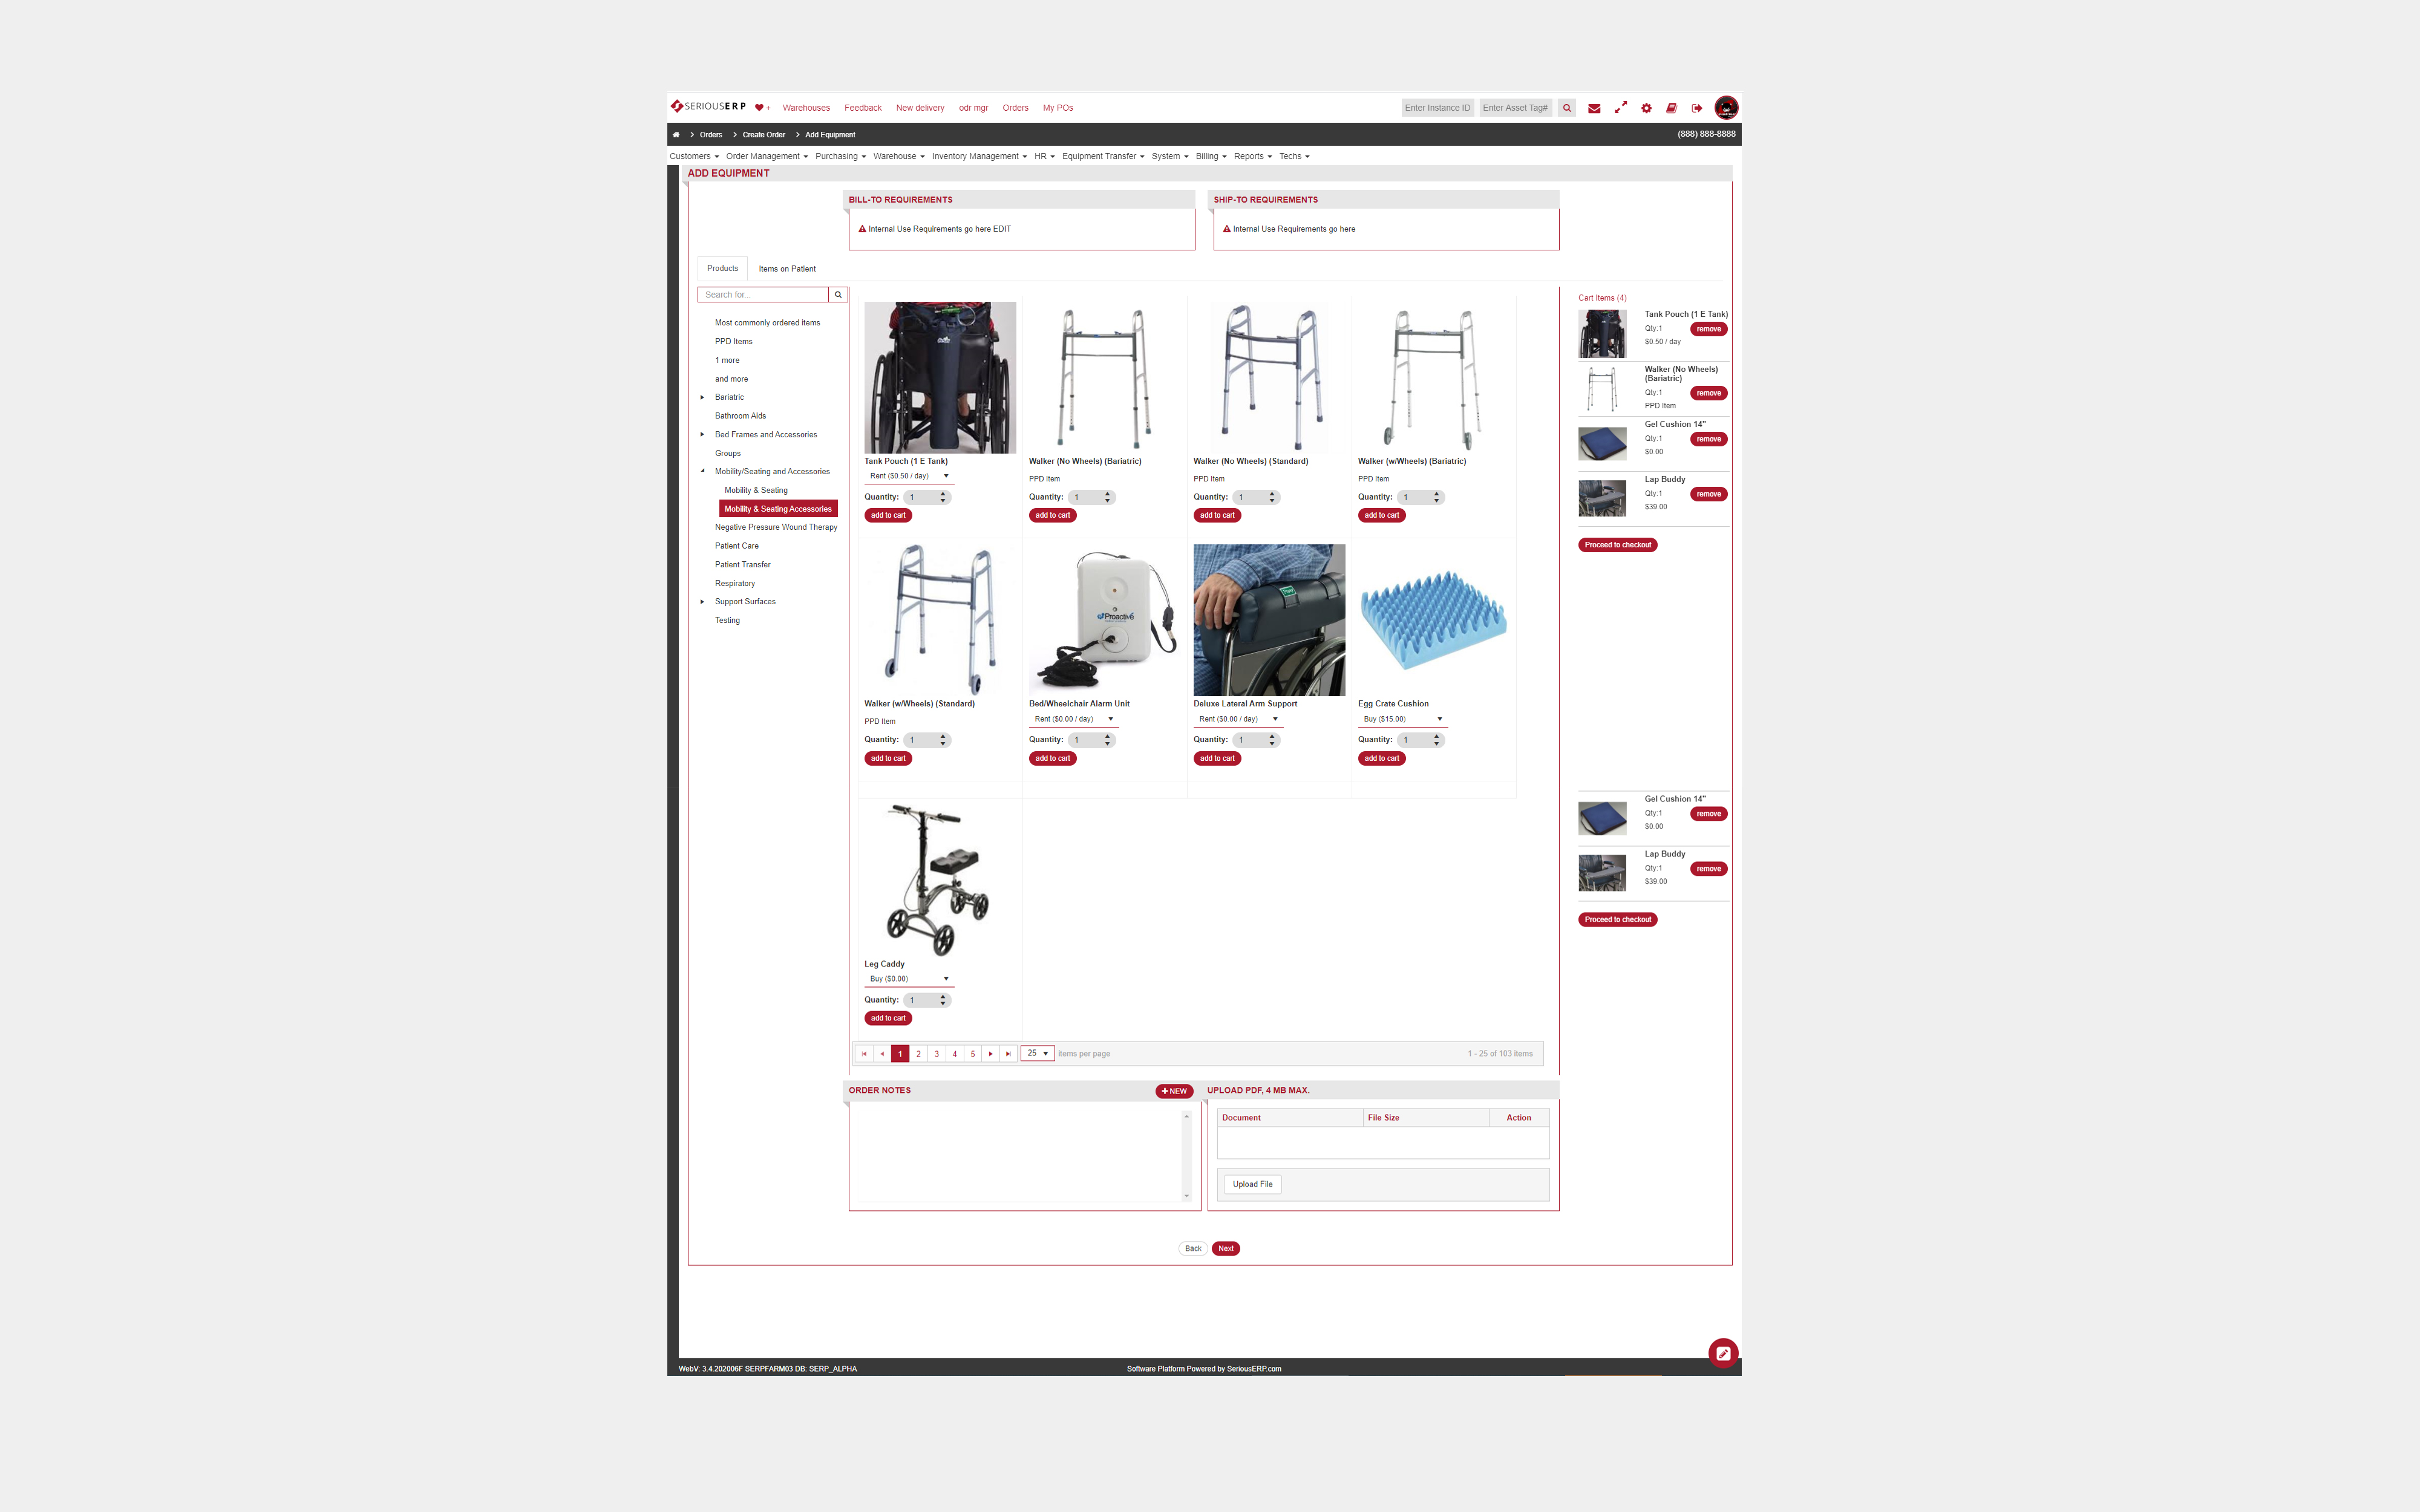 SERIOUSERP + Warehouses Feedback New delivery odr mgr Orders My POs Enter Instance ID Enter Asset Tag#
Orders Create Order Add Equipment (888) 888-8888
Customers Order Management Purchasing Warehouse Inventory Management HR Equipment Transfer System Billing Reports Techs
ADD EQUIPMENT
BILL-TO REQUIREMENTS
Internal Use Requirements go here EDIT
SHIP-TO REQUIREMENTS
Internal Use Requirements go here
Products Items on Patient
Search for...
Most commonly ordered items
PPD Items
1 more
and more
Bariatric
Bathroom Aids
Bed Frames and Accessories
Groups
Mobility/Seating and Accessories
Mobility & Seating
Mobility & Seating Accessories
Negative Pressure Wound Therapy
Patient Care
Patient Transfer
Respiratory
Support Surfaces
Testing
Tank Pouch (1 E Tank)
Rent ($0.50 / day)
Quantity: 1
add to cart
Walker (No Wheels) (Bariatric)
PPD Item
Quantity: 1
add to cart
Walker (No Wheels) (Standard)
PPD Item
Quantity: 1
add to cart
Walker (w/Wheels) (Bariatric)
PPD Item
Quantity: 1
add to cart
Walker (w/Wheels) (Standard)
PPD Item
Quantity: 1
add to cart
Proactive
Bed/Wheelchair Alarm Unit
Rent ($0.00 / day)
Quantity: 1
add to cart
Deluxe Lateral Arm Support
Rent ($0.00 / day)
Quantity: 1
add to cart
Egg Crate Cushion
Buy ($15.00)
Quantity: 1
add to cart
Leg Caddy
Buy ($0.00)
Quantity: 1
add to cart
1 2 3 4 5 25 items per page 1 - 25 of 103 items
Cart Items (4)
Tank Pouch (1 E Tank)
Qty:1 remove
$0.50 / day
Walker (No Wheels)
(Bariatric)
Qty:1 remove
PPD Item
Gel Cushion 14"
Qty:1 remove
$0.00
Lap Buddy
Qty:1 remove
$39.00
Proceed to checkout
Gel Cushion 14"
Qty:1 remove
$0.00
Lap Buddy
Qty:1 remove
$39.00
Proceed to checkout
ORDER NOTES NEW
UPLOAD PDF, 4 MB MAX.
Document File Size Action
Upload File
Back Next
WebV: 3.4.202006F SERPFARM03 DB: SERP_ALPHA Software Platform Powered by SeriousERP.com